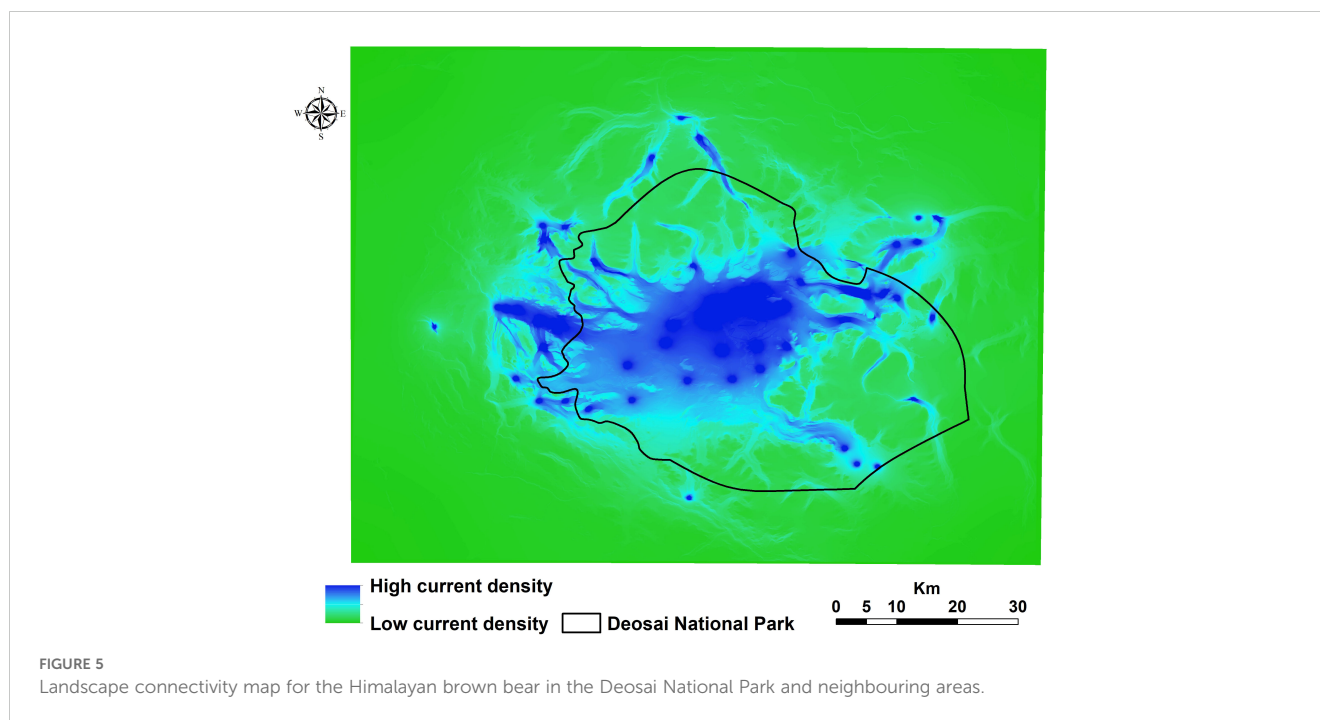 N
W E
S
High current density
Low current density
Deosai National Park
Km
0 5 10 20 30
FIGURE 5
Landscape connectivity map for the Himalayan brown bear in the Deosai National Park and neighbouring areas.